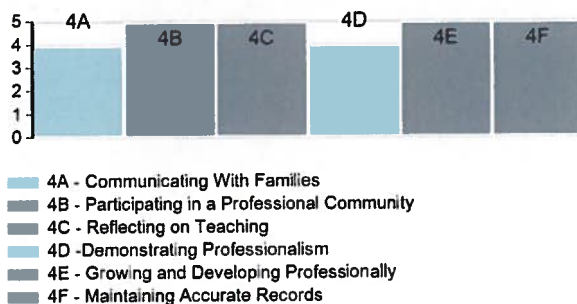 5
4
3
2
1
0
4A
4B
4C
4D
4E
4F
4A - Communicating With Families
4B - Participating in a Professional Community
4C - Reflecting on Teaching
4D -Demonstrating Professionalism
4E - Growing and Developing Professionally
4F - Maintaining Accurate Records